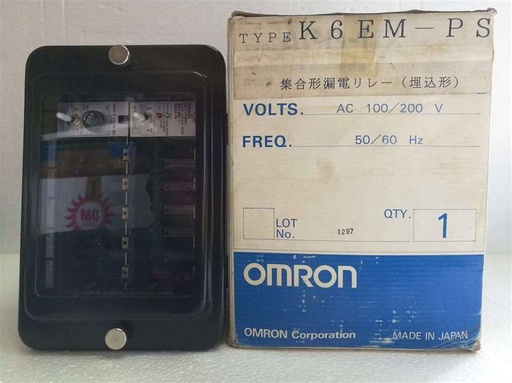 TYPE K6EM-PS
集合形漏電リレー(埋込形)
VOLTS. AC 100/200 V
FREQ. 50/60 Hz
LOT No. 1207
QTY. 1
OMRON
OMRON Corporation MADE IN JAPAN
MB